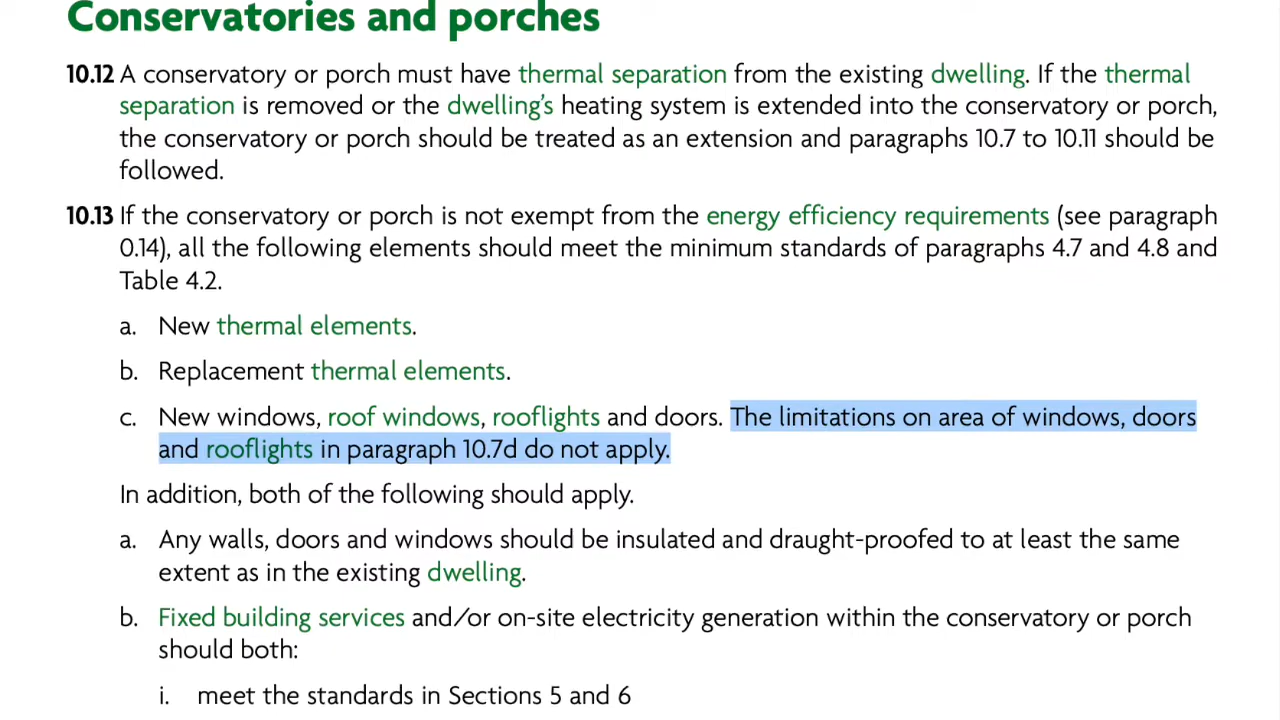 Conservatories and porches
10.12 A conservatory or porch must have thermal separation from the existing dwelling. If the thermal
separation is removed or the dwelling's heating system is extended into the conservatory or porch,
the conservatory or porch should be treated as an extension and paragraphs 10.7 to 10.11 should be
followed.
10.13 If the conservatory or porch is not exempt from the energy efficiency requirements (see paragraph
0.14), all the following elements should meet the minimum standards of paragraphs 4.7 and 4.8 and
Table 4.2.
a. New thermal elements.
b. Replacement thermal elements.
c. New windows, roof windows, rooflights and doors. The limitations on area of windows, doors
and rooflights in paragraph 10.7d do not apply.
In addition, both of the following should apply.
a. Any walls, doors and windows should be insulated and draught-proofed to at least the same
extent as in the existing dwelling.
b. Fixed building services and/or on-site electricity generation within the conservatory or porch
should both:
i. meet the standards in Sections 5 and 6